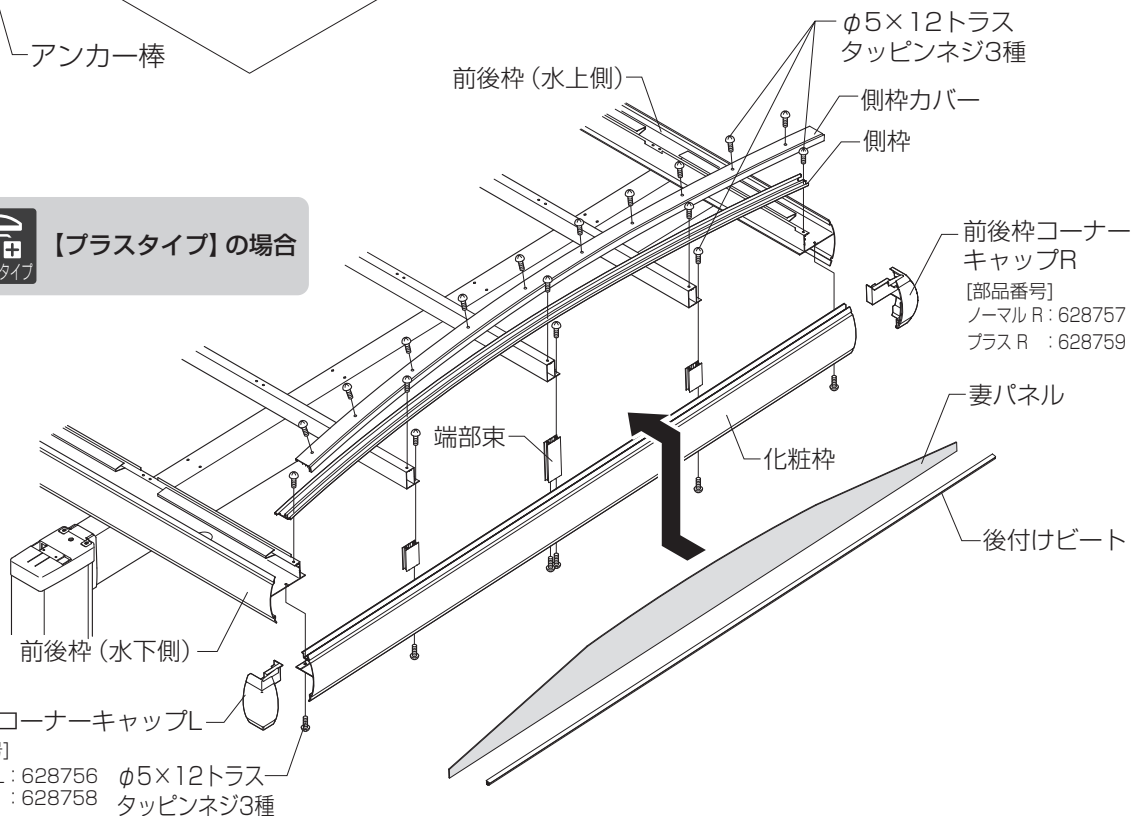 アンカー棒
φ5×12トラス
タッピンネジ3種
前後枠（水上側）
側枠カバー
側枠
タイプ
【プラスタイプ】の場合
前後枠コーナー
キャップR
[部品番号]
ノーマル R：628757
プラス R ：628759
妻パネル
端部束
化粧枠
後付けビート
前後枠（水下側）
コーナーキャップL
号]
L：628756
：628758
φ5×12トラス
タッピンネジ3種